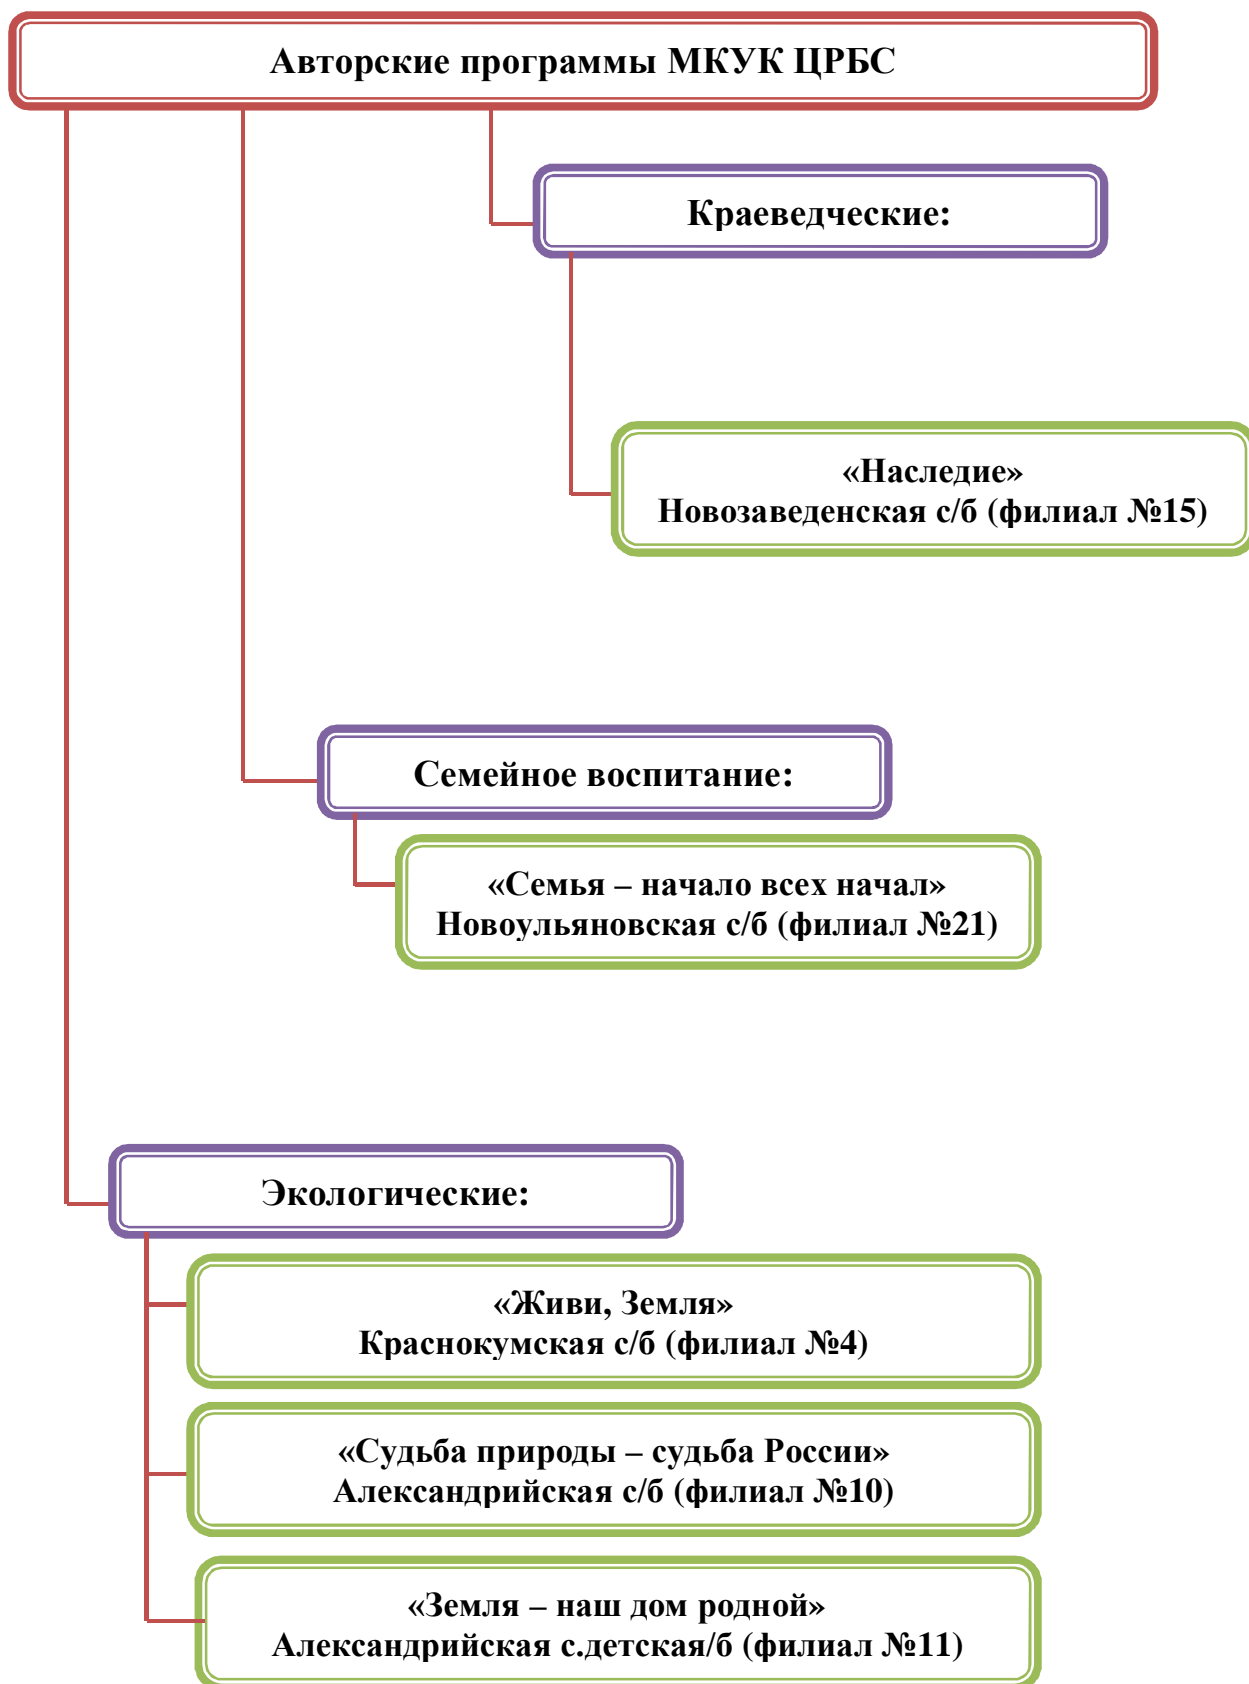 Авторские программы МКУК ЦРБС
Краеведческие:
«Наследие»
Новозаведенская с/б (филиал №15)
Семейное воспитание:
«Семья – начало всех начал»
Новоульяновская с/б (филиал №21)
Экологические:
«Живи, Земля»
Краснокумская с/б (филиал №4)
«Судьба природы – судьба России»
Александрийская с/б (филиал №10)
«Земля – наш дом родной»
Александрийская с.детская/б (филиал №11)